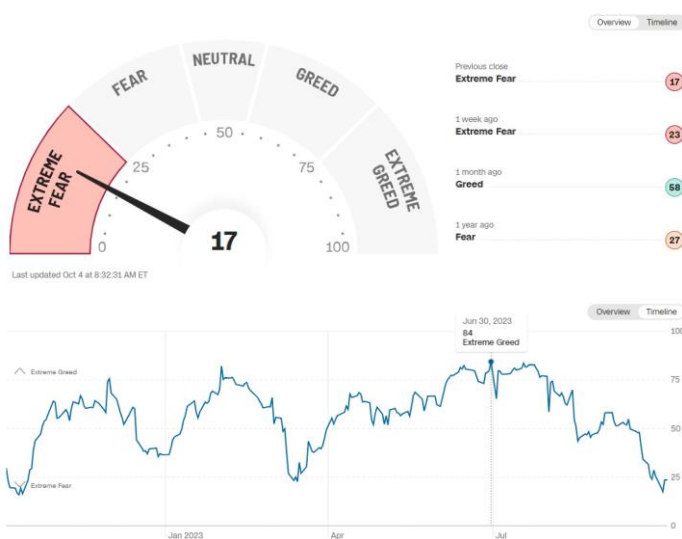 Overview Timeline
FEAR
NEUTRAL
GREED
EXTREME
FEAR
EXTREME
GREED
0
25
50
75
100
17
Previous close
Extreme Fear
17
1 week ago
Extreme Fear
23
1 month ago
Greed
58
1 year ago
Fear
27
Last updated Oct 4 at 8:32:31 AM ET
Overview Timeline
Jun 30, 2023
84
Extreme Greed
100
Extreme Greed
75
50
Extreme Fear
25
0
Jan 2023
Apr
Jul